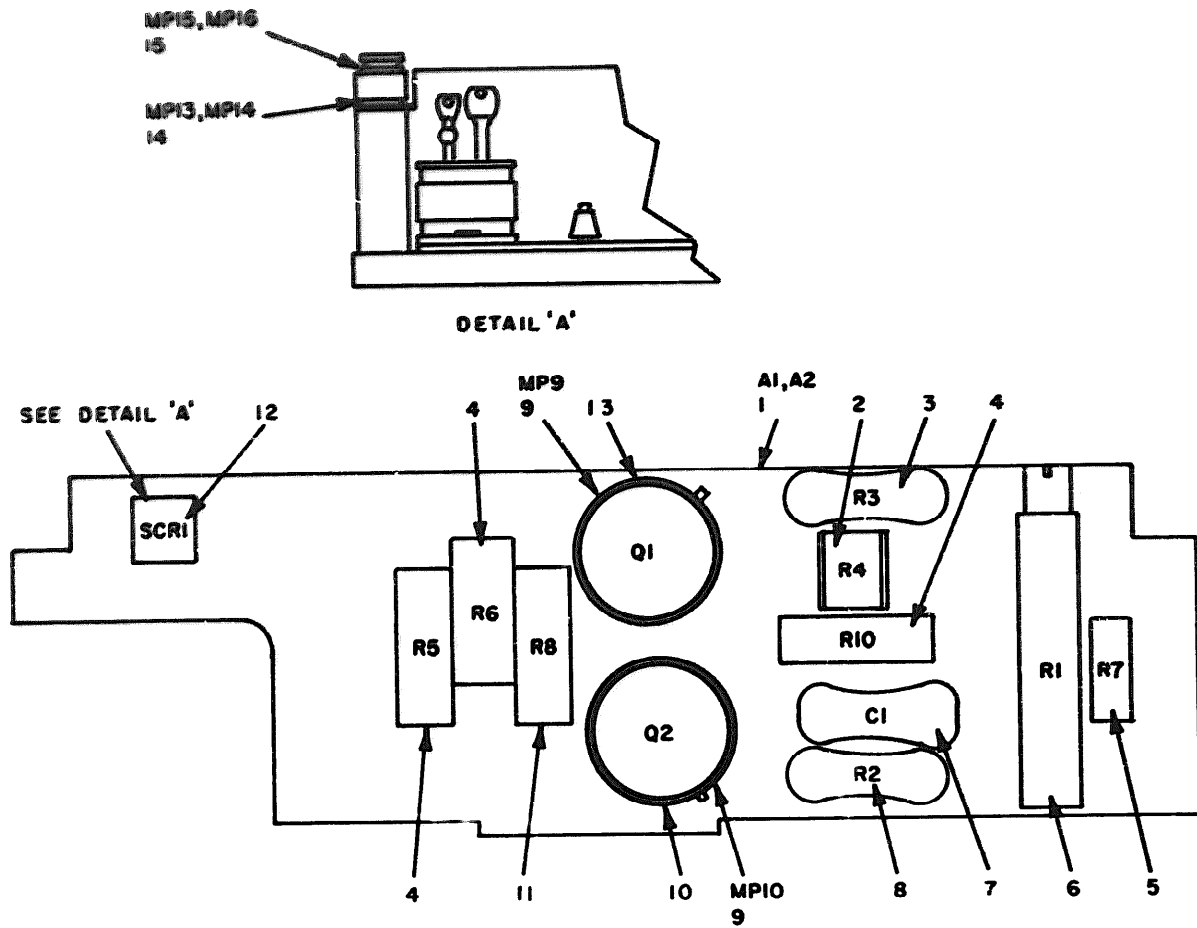 MP15, MP16
15
MP13, MP14
14
DETAIL 'A'
SEE DETAIL 'A'
12
4
MP9
9
13
A1, A2
1
2
3
4
SCR1
R5
R6
R8
Q1
Q2
R3
R4
R10
C1
R2
R1
R7
4
11
10
MP10
9
8
7
6
5